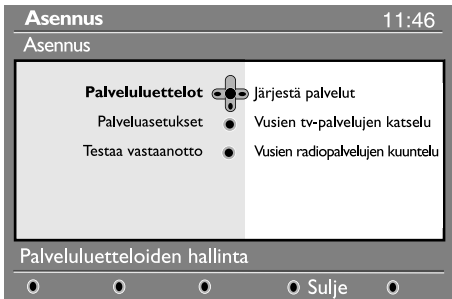 Asennus 11:46
Asennus
Palveluluettelot Järjestä palvelut
Palveluasetukset Vusien tv-palvelujen katselu
Testaa vastaanotto Vusien radiopalvelujen kuuntelu
Palveluluetteloiden hallinta
Sulje